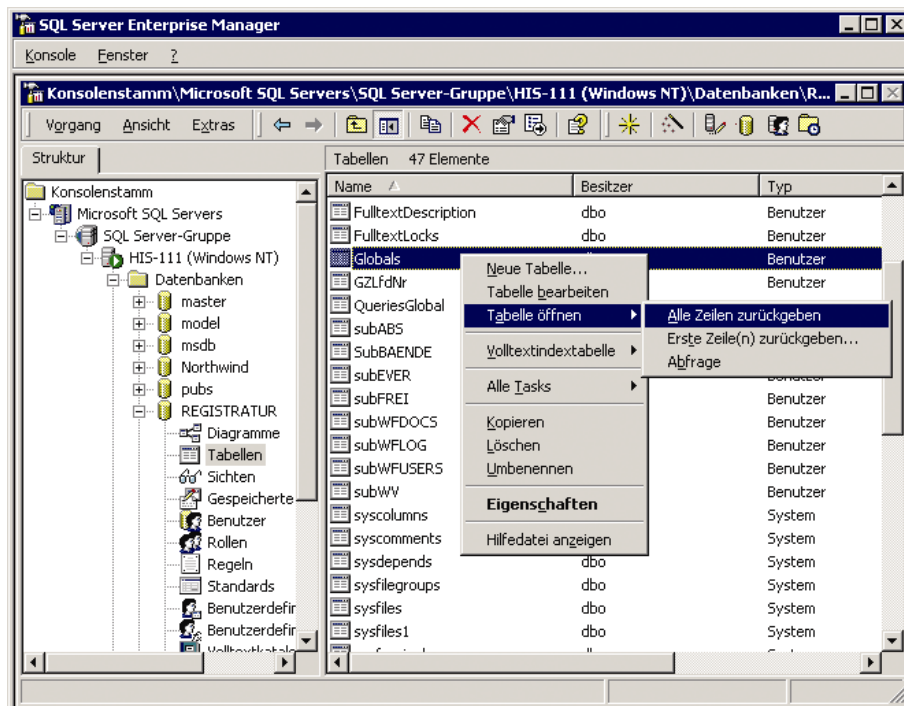 SQL Server Enterprise Manager
Konsole Fenster ?
Konsolenstamm\Microsoft SQL Servers\SQL Server-Gruppe\HIS-111 (Windows NT)\Datenbanken\R...
Vorgang Ansicht Extras
Struktur
Tabellen 47 Elemente
Konsolenstamm
Microsoft SQL Servers
SQL Server-Gruppe
HIS-111 (Windows NT)
Datenbanken
master
model
msdb
Northwind
pubs
REGISTRATUR
Diagramme
Tabellen
Sichten
Gespeicherte
Benutzer
Rollen
Regeln
Standards
Benutzerdefir
Benutzerdefir
Volltextkatalo
Name Besitzer Typ
FulltextDescription dbo Benutzer
FulltextLocks dbo Benutzer
Globals Benutzer
GZLfdNr Benutzer
QueriesGlobal
subABS
SubBAENDE
subEVER
subFREI Benutzer
subWFDOCS Benutzer
subWFLOG Benutzer
subWFUSERS Benutzer
subWV Benutzer
syscolumns System
syscomments System
sysdepends dbo System
sysfilegroups dbo System
sysfiles dbo System
sysfiles1 dbo System
Neue Tabelle...
Tabelle bearbeiten
Tabelle öffnen
Volltextindextabelle
Alle Tasks
Kopieren
Löschen
Umbenennen
Eigenschaften
Hilfedatei anzeigen
Alle Zeilen zurückgeben
Erste Zeile(n) zurückgeben...
Abfrage